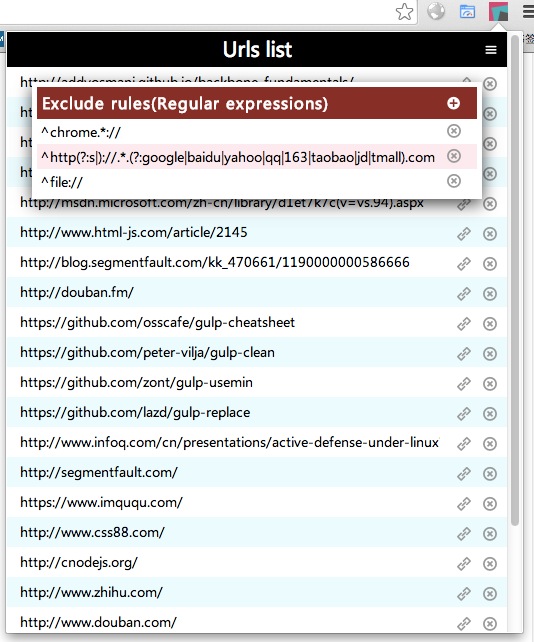 Urls list
http://addyosmani.github.io/backbone-fundamentals/
Exclude rules(Regular expressions)
^chrome.*://
^http(?:s|)://.*.(?:google|baidu|yahoo|qq|163|taobao|jd|tmall).com
^file://
http://msdn.microsoft.com/zh-cn/library/d1et7k7c(v=vs.94).aspx
http://www.html-js.com/article/2145
http://blog.segmentfault.com/kk_470661/1190000000586666
http://douban.fm/
https://github.com/osscafe/gulp-cheatsheet
https://github.com/peter-vilja/gulp-clean
https://github.com/zont/gulp-usemin
https://github.com/lazd/gulp-replace
http://www.infoq.com/cn/presentations/active-defense-under-linux
http://segmentfault.com/
https://www.imququ.com/
http://www.css88.com/
http://cnodejs.org/
http://www.zhihu.com/
http://www.douban.com/